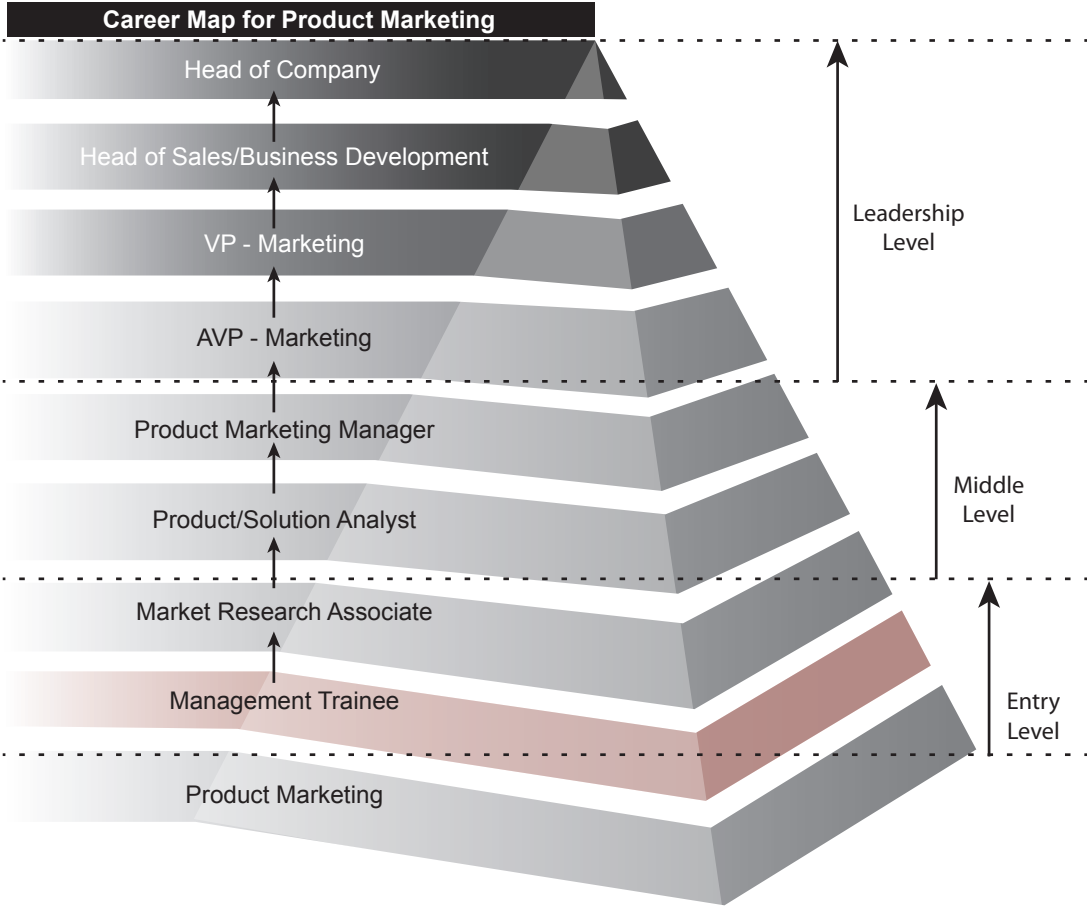 Career Map for Product Marketing
Head of Company
Head of Sales/Business Development
VP - Marketing
AVP - Marketing
Product Marketing Manager
Product/Solution Analyst
Market Research Associate
Management Trainee
Product Marketing
Leadership
Level
Middle
Level
Entry
Level